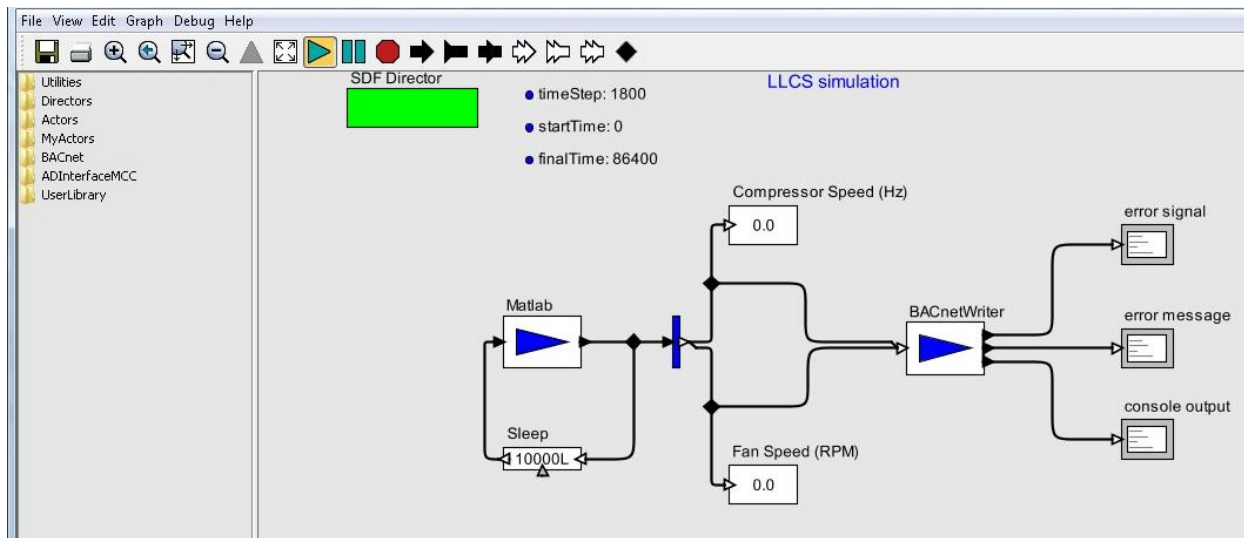 File View Edit Graph Debug Help
Utilities
Directors
Actors
MyActors
BACnet
ADInterfaceMCC
UserLibrary
SDF Director
timeStep: 1800
startTime: 0
finalTime: 86400
LLCS simulation
Compressor Speed (Hz)
0.0
error signal
Matlab
BACnetWriter
error message
Sleep
10000L
Fan Speed (RPM)
0.0
console output